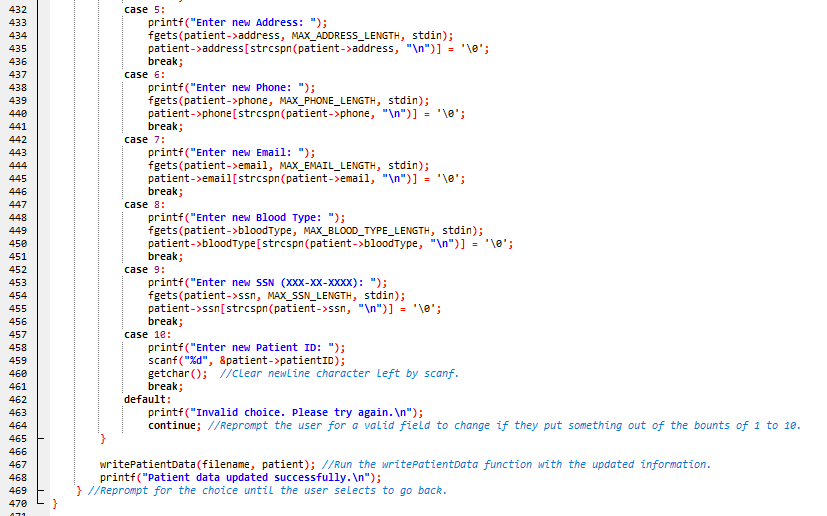 432 case 5:
433 printf("Enter new Address: ");
434 fgets(patient->address, MAX_ADDRESS_LENGTH, stdin);
435 patient->address[strcspn(patient->address, "\n")] = '\0';
436 break;
437 case 6:
438 printf("Enter new Phone: ");
439 fgets(patient->phone, MAX_PHONE_LENGTH, stdin);
440 patient->phone[strcspn(patient->phone, "\n")] = '\0';
441 break;
442 case 7:
443 printf("Enter new Email: ");
444 fgets(patient->email, MAX_EMAIL_LENGTH, stdin);
445 patient->email[strcspn(patient->email, "\n")] = '\0';
446 break;
447 case 8:
448 printf("Enter new Blood Type: ");
449 fgets(patient->bloodType, MAX_BLOOD_TYPE_LENGTH, stdin);
450 patient->bloodType[strcspn(patient->bloodType, "\n")] = '\0';
451 break;
452 case 9:
453 printf("Enter new SSN (XXX-XX-XXXX): ");
454 fgets(patient->ssn, MAX_SSN_LENGTH, stdin);
455 patient->ssn[strcspn(patient->ssn, "\n")] = '\0';
456 break;
457 case 10:
458 printf("Enter new Patient ID: ");
459 scanf("%d", &patient->patientID);
460 getchar(); //Clear newline character left by scanf.
461 break;
462 default:
463 printf("Invalid choice. Please try again.\n");
464 continue; //Reprompt the user for a valid field to change if they put something out of the bounds of 1 to 10.
465 }
466
467 writePatientData(filename, patient); //Run the writePatientData function with the updated information.
468 printf("Patient data updated successfully.\n");
469 } //Reprompt for the choice until the user selects to go back.
470 }